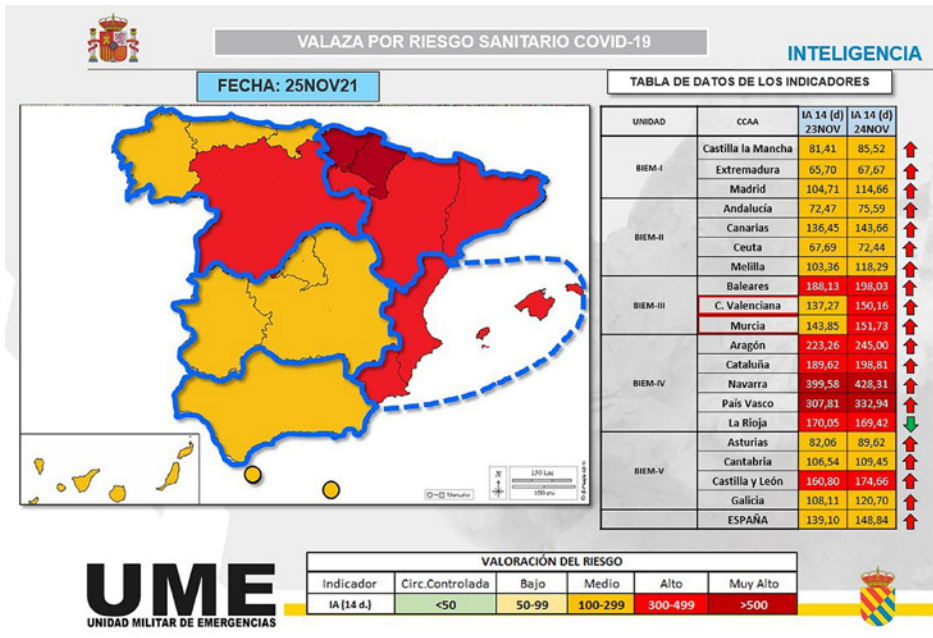 VALAZA POR RIESGO SANITARIO COVID-19
INTELIGENCIA
FECHA: 25NOV21
TABLA DE DATOS DE LOS INDICADORES
UNIDAD CCAA IA 14 (d) 23NOV IA 14 (d) 24NOV
BIEM-I
Castilla la Mancha 81,41 85,52
Extremadura 65,70 67,67
Madrid 104,71 114,66
BIEM-II
Andalucía 72,47 75,59
Canarias 136,45 143,66
Ceuta 67,69 72,44
Melilla 103,36 118,29
BIEM-III
Baleares 188,13 198,03
C. Valenciana 137,27 150,16
Murcia 143,85 151,73
BIEM-IV
Aragón 223,26 245,00
Cataluña 189,62 198,81
Navarra 399,58 428,31
País Vasco 307,81 332,94
La Rioja 170,05 169,42
BIEM-V
Asturias 82,06 89,62
Cantabria 106,54 109,45
Castilla y León 160,80 174,66
Galicia 108,11 120,70
ESPAÑA 139,10 148,84
N
150 km
100 mi
Mercator
VALORACIÓN DEL RIESGO
Indicador Circ.Controlada Bajo Medio Alto Muy Alto
IA (14 d.) <50 50-99 100-299 300-499 >500
UME
UNIDAD MILITAR DE EMERGENCIAS